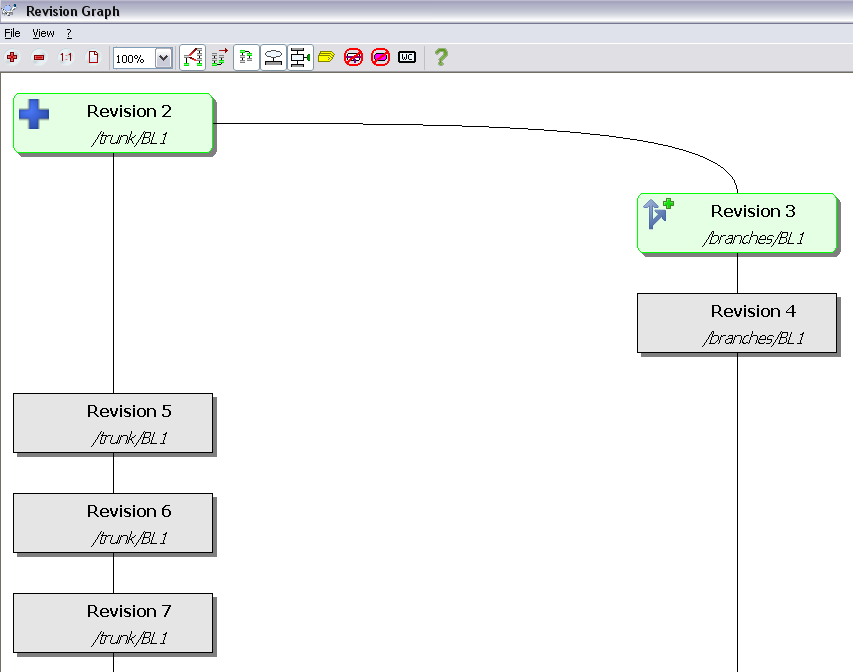 Revision Graph
File View ?
1:1 100% WC ?
Revision 2
/trunk/BL1
Revision 3
/branches/BL1
Revision 4
/branches/BL1
Revision 5
/trunk/BL1
Revision 6
/trunk/BL1
Revision 7
/trunk/BL1